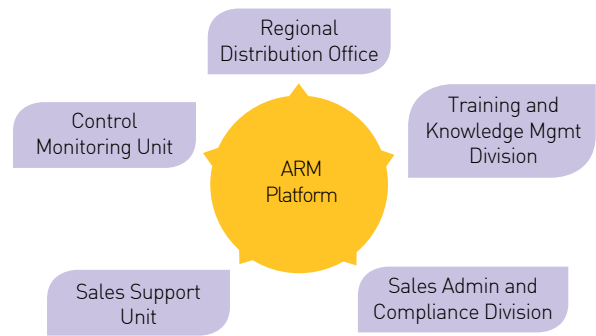 Regional
Distribution Office
Control
Monitoring Unit
Training and
Knowledge Mgmt
Division
ARM
Platform
Sales Support
Unit
Sales Admin and
Compliance Division